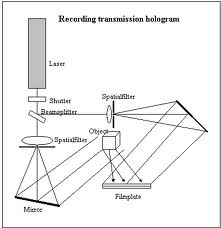 Recording transmission hologram
Laser
Shutter
Spatialfilter
Beamsplitter
Object
Spatialfilter
Filmplate
Mirror